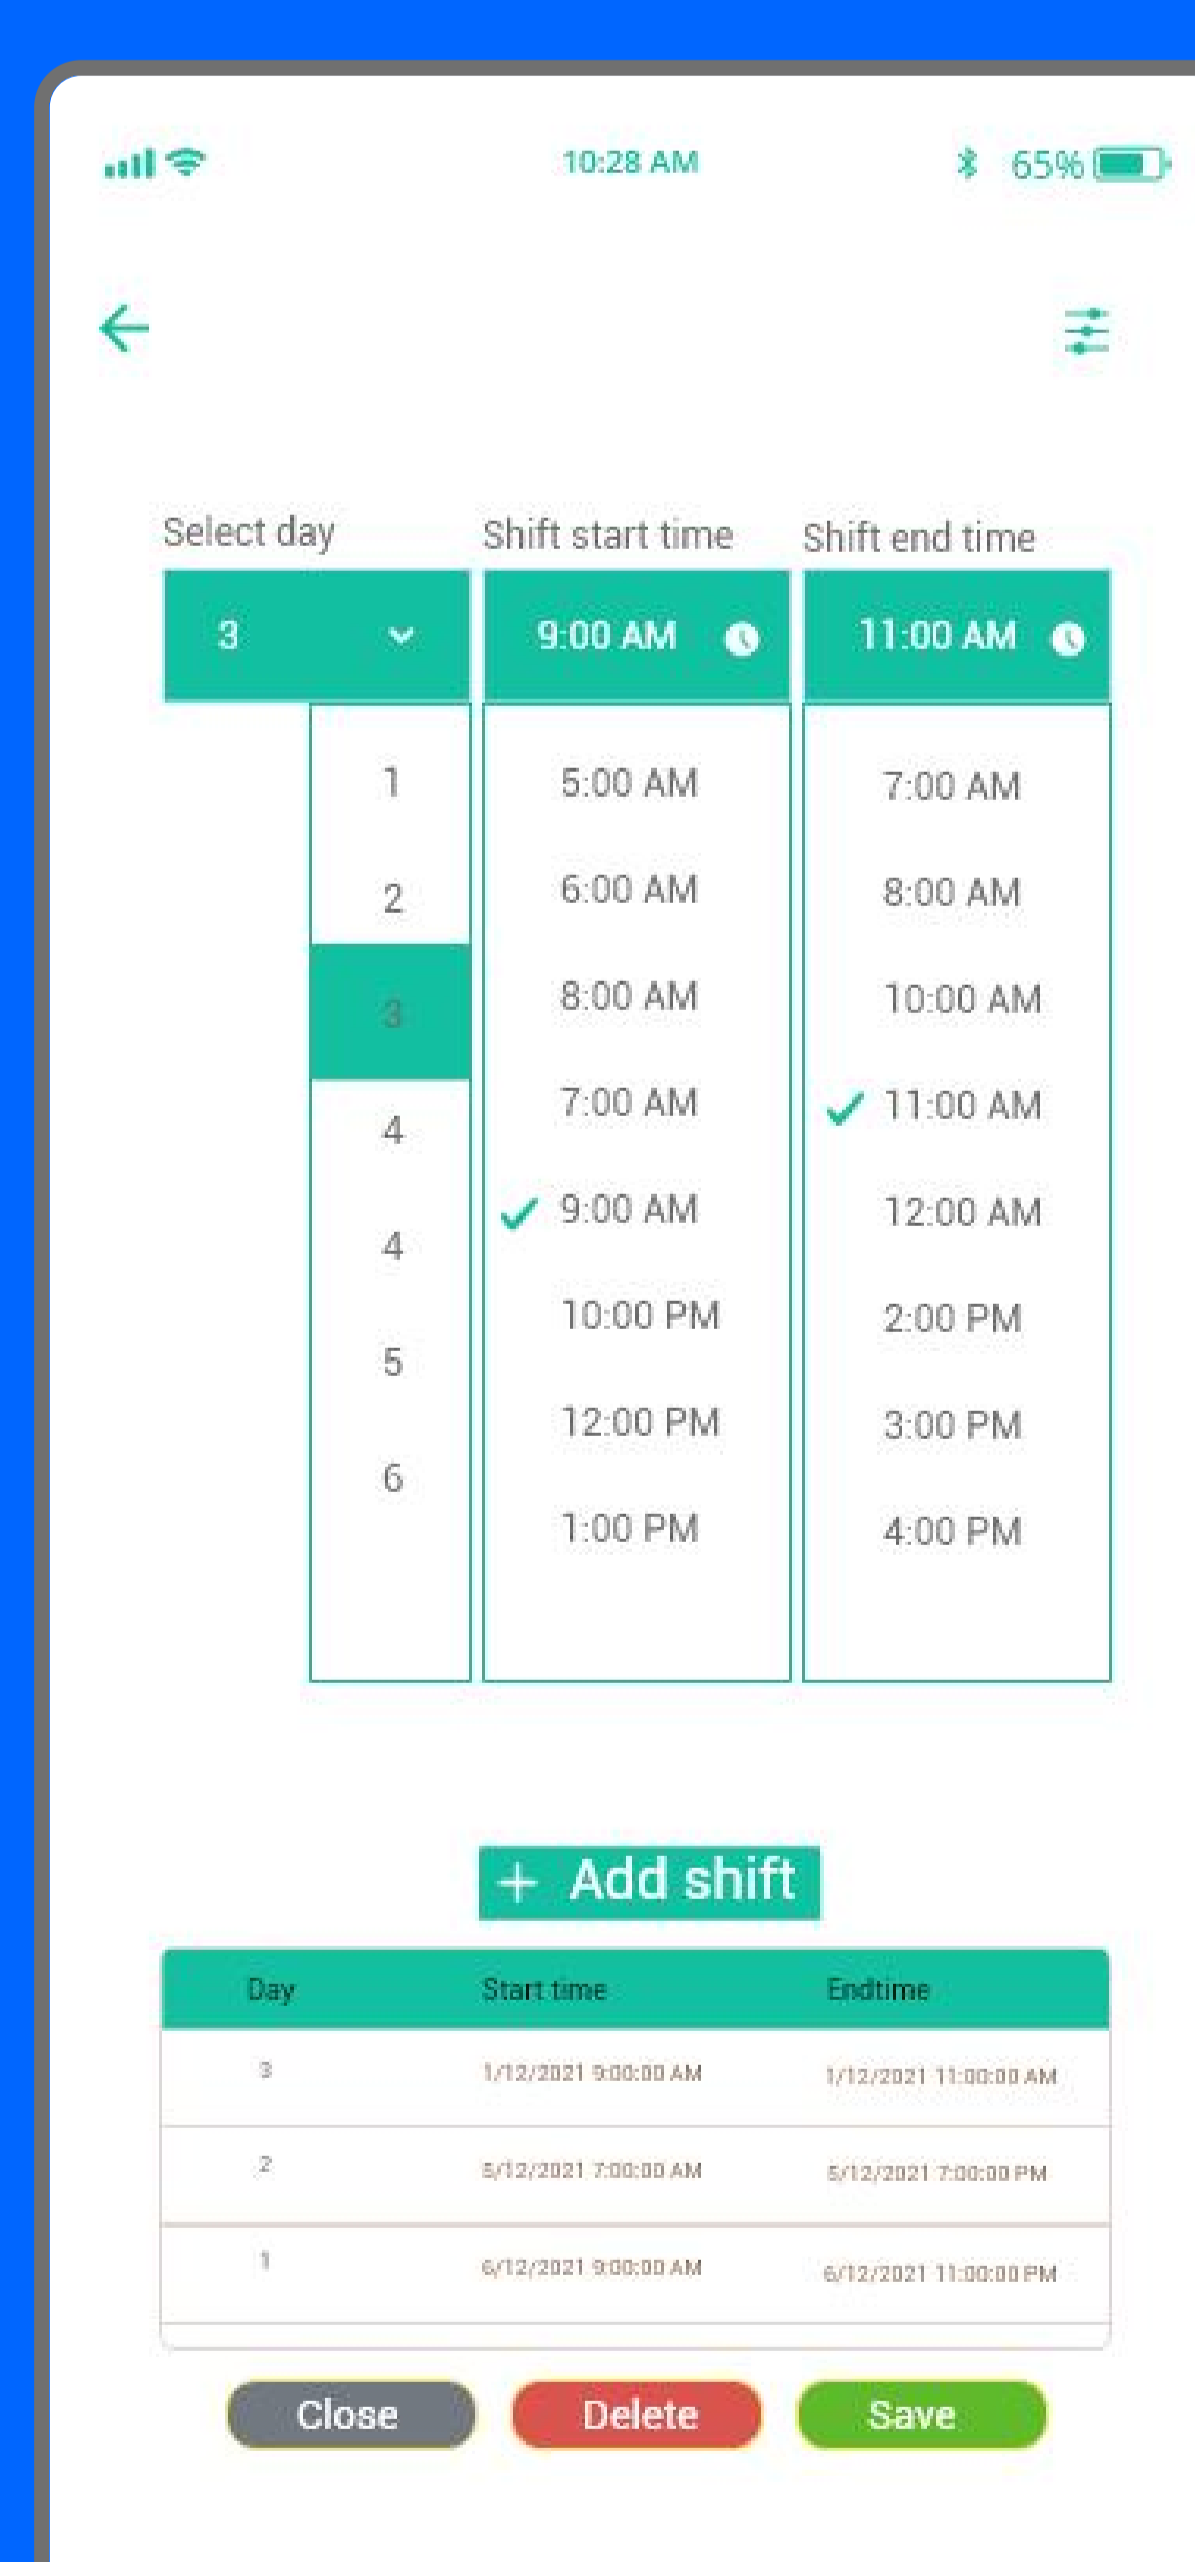 10:28 AM
65%
Select day
Shift start time
Shift end time
3
9:00 AM
11:00 AM
1
5:00 AM
7:00 AM
2
6:00 AM
8:00 AM
3
8:00 AM
10:00 AM
4
7:00 AM
11:00 AM
4
9:00 AM
12:00 AM
5
10:00 PM
2:00 PM
6
12:00 PM
3:00 PM
1:00 PM
4:00 PM
+ Add shift
Day
Start time
Endtime
3
1/12/2021 9:00:00 AM
1/12/2021 11:00:00 AM
2
5/12/2021 7:00:00 AM
5/12/2021 7:00:00 PM
1
6/12/2021 9:00:00 AM
6/12/2021 11:00:00 PM
Close
Delete
Save